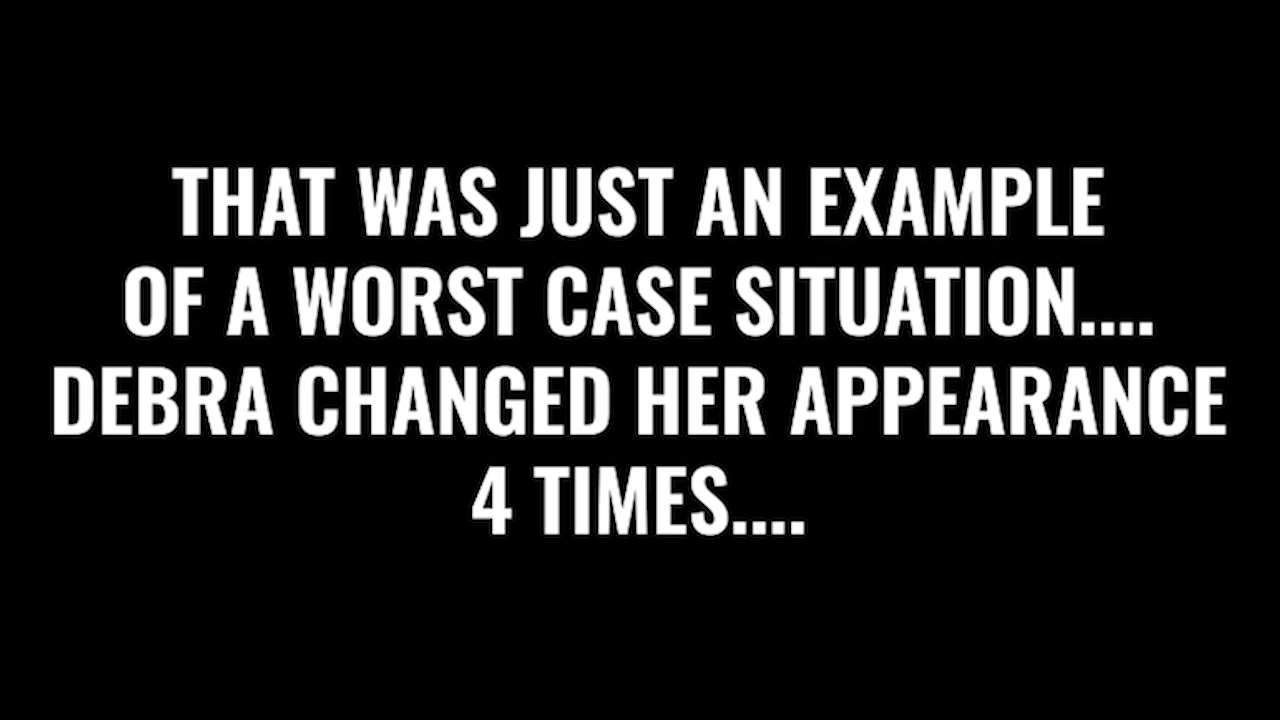 THAT WAS JUST AN EXAMPLE
OF A WORST CASE SITUATION....
DEBRA CHANGED HER APPEARANCE
4 TIMES....